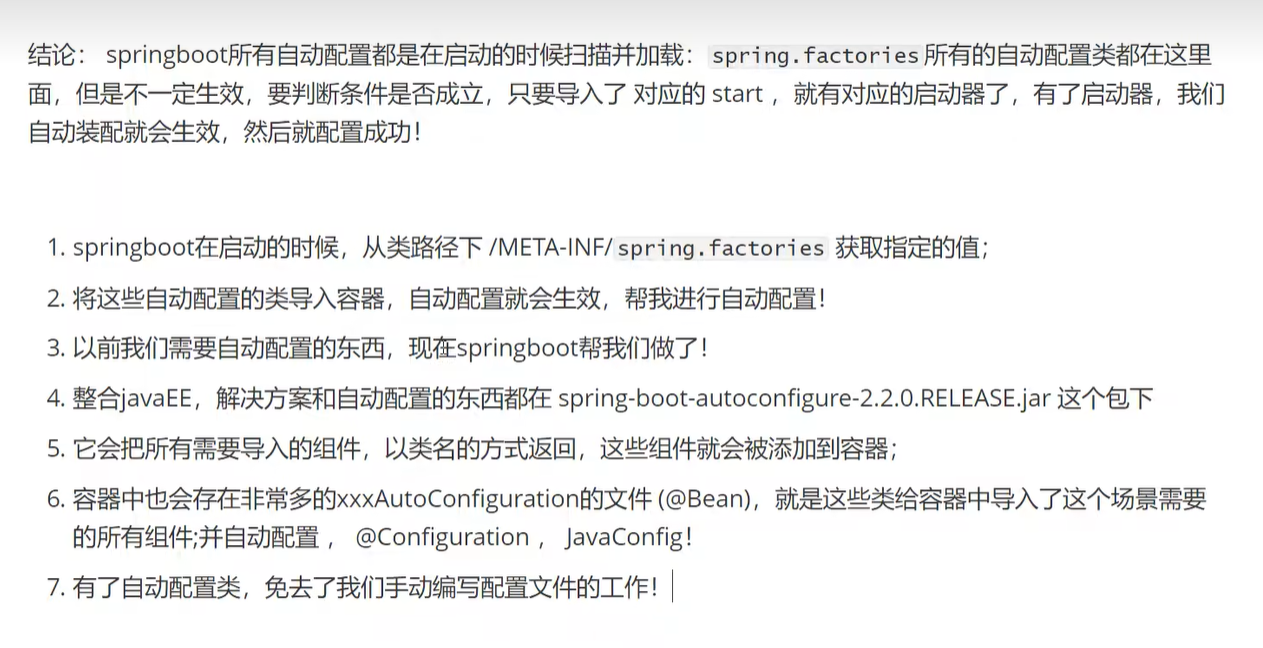 结论： springboot所有自动配置都是在启动的时候扫描并加载：spring.factories所有的自动配置类都在这里
面，但是不一定生效，要判断条件是否成立，只要导入了 对应的 start ，就有对应的启动器了，有了启动器，我们
自动装配就会生效，然后就配置成功！
1. springboot在启动的时候，从类路径下 /META-INF/spring.factories 获取指定的值；
2. 将这些自动配置的类导入容器，自动配置就会生效，帮我进行自动配置！
3. 以前我们需要自动配置的东西，现在springboot帮我们做了！
4. 整合javaEE，解决方案和自动配置的东西都在 spring-boot-autoconfigure-2.2.0.RELEASE.jar 这个包下
5. 它会把所有需要导入的组件，以类名的方式返回，这些组件就会被添加到容器；
6. 容器中也会存在非常多的xxxAutoConfiguration的文件 (@Bean)，就是这些类给容器中导入了这个场景需要
的所有组件;并自动配置 ， @Configuration ， JavaConfig！
7. 有了自动配置类，免去了我们手动编写配置文件的工作！